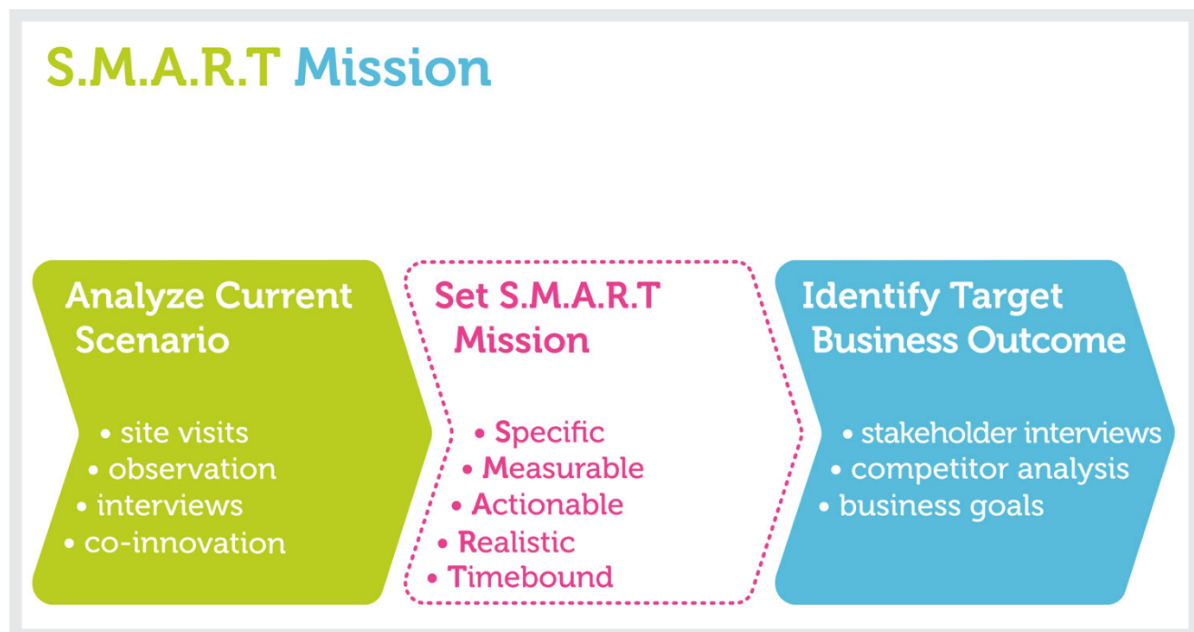 S.M.A.R.T Mission
Analyze Current
Scenario
• site visits
• observation
• interviews
• co-innovation
Set S.M.A.R.T
Mission
• Specific
• Measurable
• Actionable
• Realistic
• Timebound
Identify Target
Business Outcome
• stakeholder interviews
• competitor analysis
• business goals